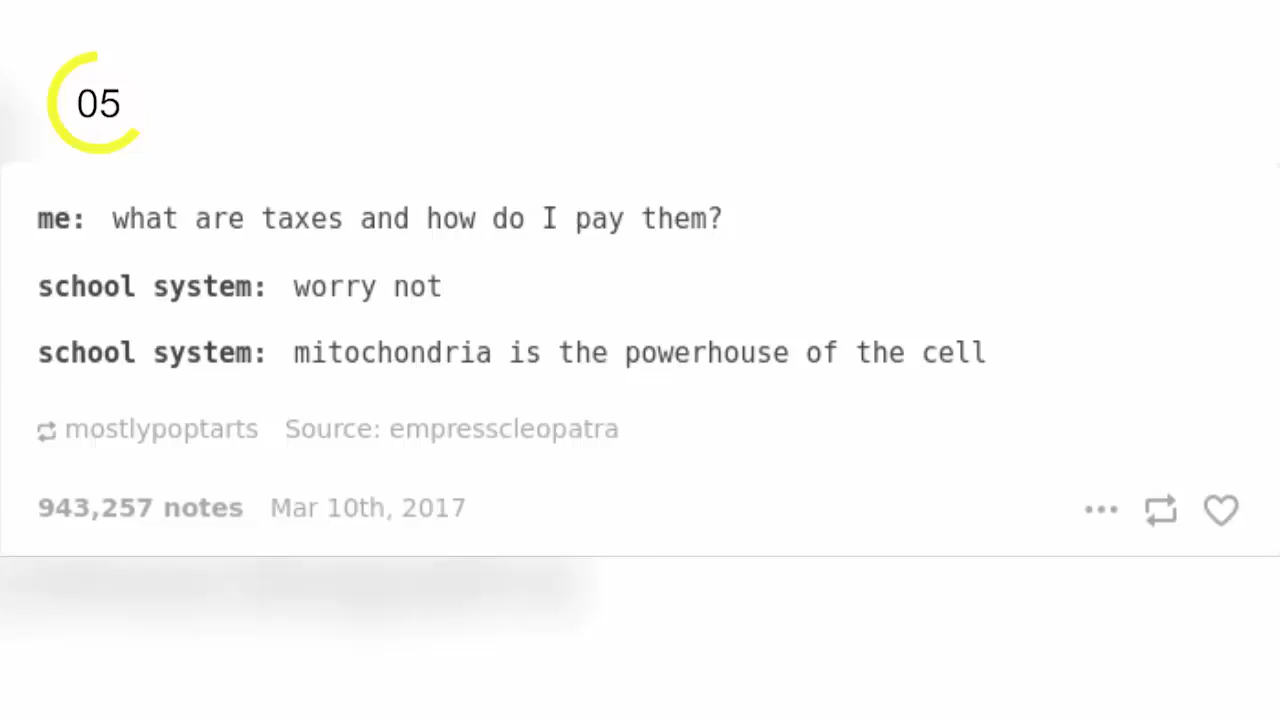 05
me: what are taxes and how do I pay them?
school system: worry not
school system: mitochondria is the powerhouse of the cell
mostlypoptarts Source: empresscleopatra
943,257 notes Mar 10th, 2017